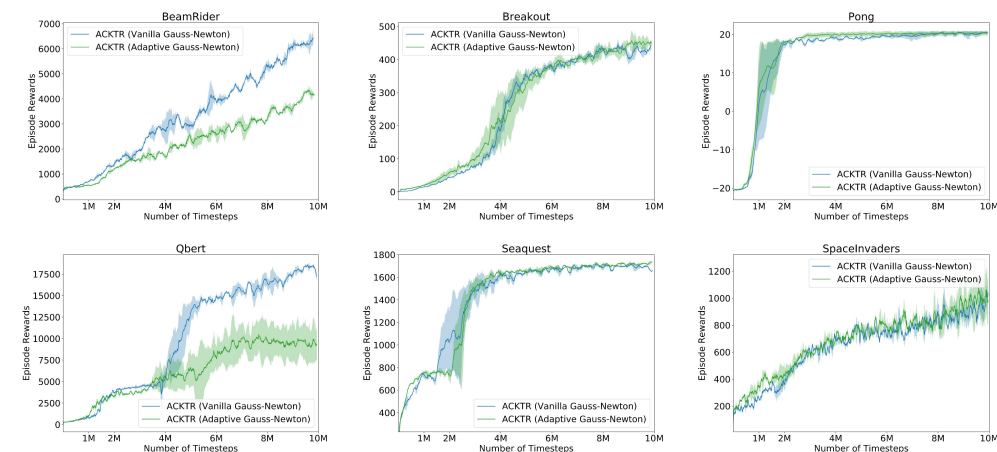 BeamRider
7000
6000
5000
4000
3000
2000
1000
0
Episode Rewards
ACKTR (Vanilla Gauss-Newton)
ACKTR (Adaptive Gauss-Newton)
1M 2M 4M 6M 8M 10M
Number of Timesteps
Breakout
500
400
300
200
100
0
Episode Rewards
ACKTR (Vanilla Gauss-Newton)
ACKTR (Adaptive Gauss-Newton)
1M 2M 4M 6M 8M 10M
Number of Timesteps
Pong
20
10
0
−10
−20
Episode Rewards
ACKTR (Vanilla Gauss-Newton)
ACKTR (Adaptive Gauss-Newton)
1M 2M 4M 6M 8M 10M
Number of Timesteps
Qbert
17500
15000
12500
10000
7500
5000
2500
0
Episode Rewards
ACKTR (Vanilla Gauss-Newton)
ACKTR (Adaptive Gauss-Newton)
1M 2M 4M 6M 8M 10M
Number of Timesteps
Seaquest
1800
1600
1400
1200
1000
800
600
400
Episode Rewards
ACKTR (Vanilla Gauss-Newton)
ACKTR (Adaptive Gauss-Newton)
1M 2M 4M 6M 8M 10M
Number of Timesteps
SpaceInvaders
1200
1000
800
600
400
200
Episode Rewards
ACKTR (Vanilla Gauss-Newton)
ACKTR (Adaptive Gauss-Newton)
1M 2M 4M 6M 8M 10M
Number of Timesteps